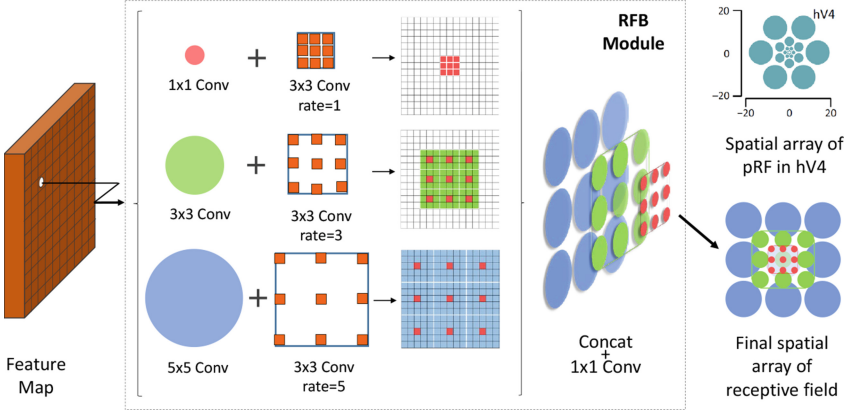 Feature
Map
1x1 Conv
+
3x3 Conv
rate=1
3x3 Conv
+
3x3 Conv
rate=3
5x5 Conv
+
3x3 Conv
rate=5
RFB
Module
Concat
+
1x1 Conv
hV4
20
0
-20
-20
0
20
Spatial array of
pRF in hV4
Final spatial
array of
receptive field